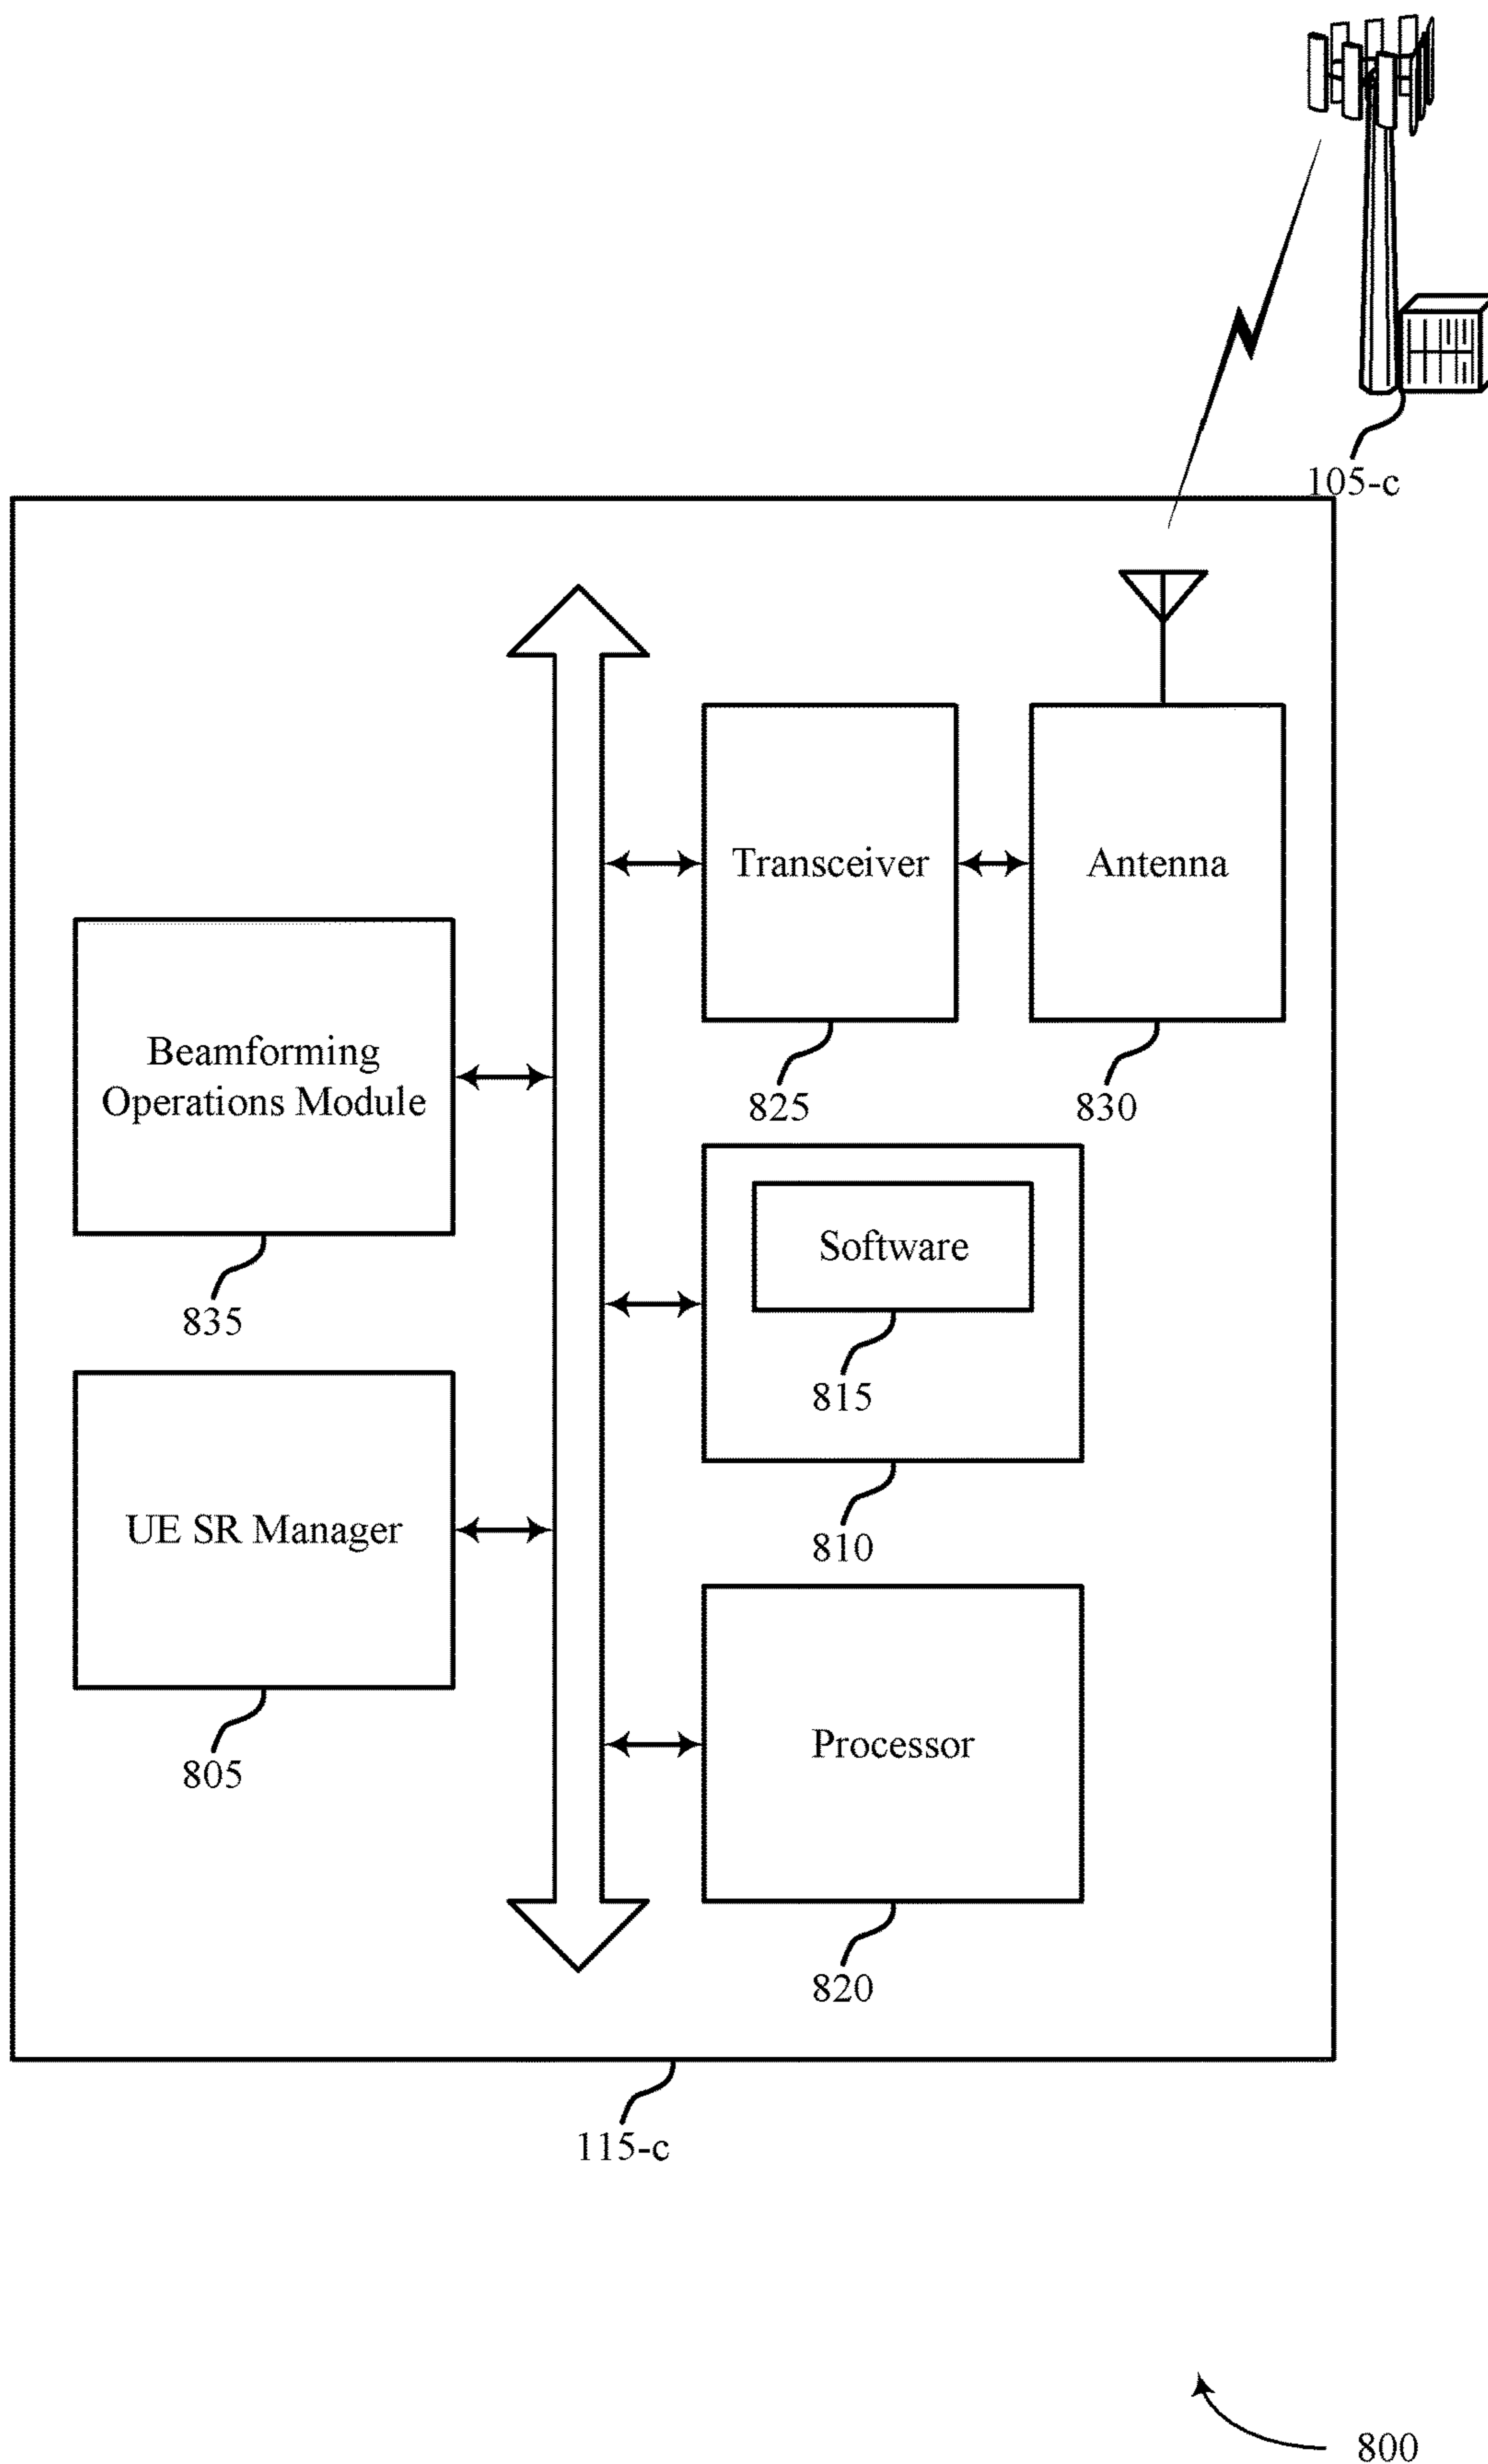 105-c
Transceiver
Antenna
Beamforming
Operations Module
825
830
Software
835
815
UE SR Manager
810
Processor
805
820
115-c
800